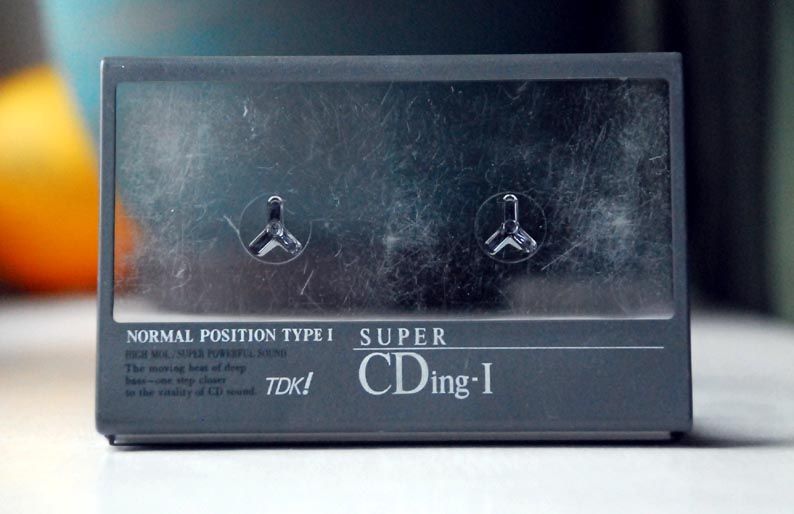 NORMAL POSITION TYPE I
HIGH MOL./SUPER POWERFUL SOUND
The moving beat of deep
bass—one step closer
to the vitality of CD sound.
TDK!
SUPER
CDing-I